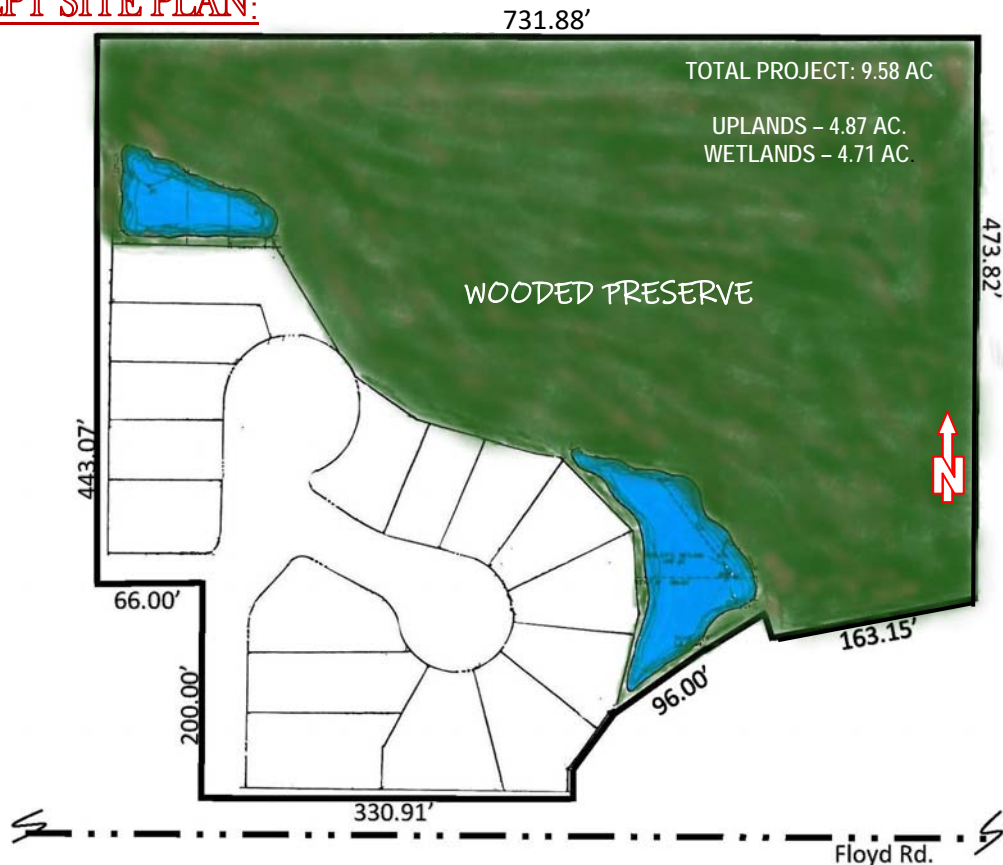 SITE PLAN:
731.88’
TOTAL PROJECT: 9.58 AC
UPLANDS – 4.87 AC.
WETLANDS – 4.71 AC.
473.82’
WOODED PRESERVE
N
443.07’
66.00’
163.15’
96.00’
200.00’
330.91’
Floyd Rd.